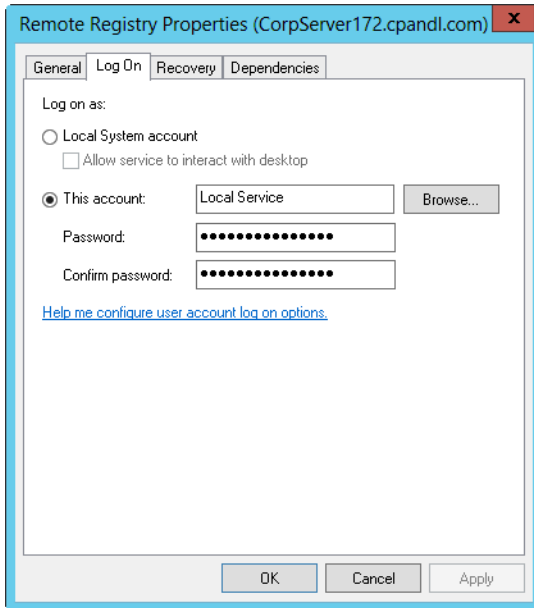 Remote Registry Properties (CorpServer172.cpandl.com) x
General Log On Recovery Dependencies
Log on as:
Local System account
Allow service to interact with desktop
This account: Local Service Browse...
Password: ●●●●●●●●●●●●●●●
Confirm password: ●●●●●●●●●●●●●●●
Help me configure user account log on options.
OK Cancel Apply